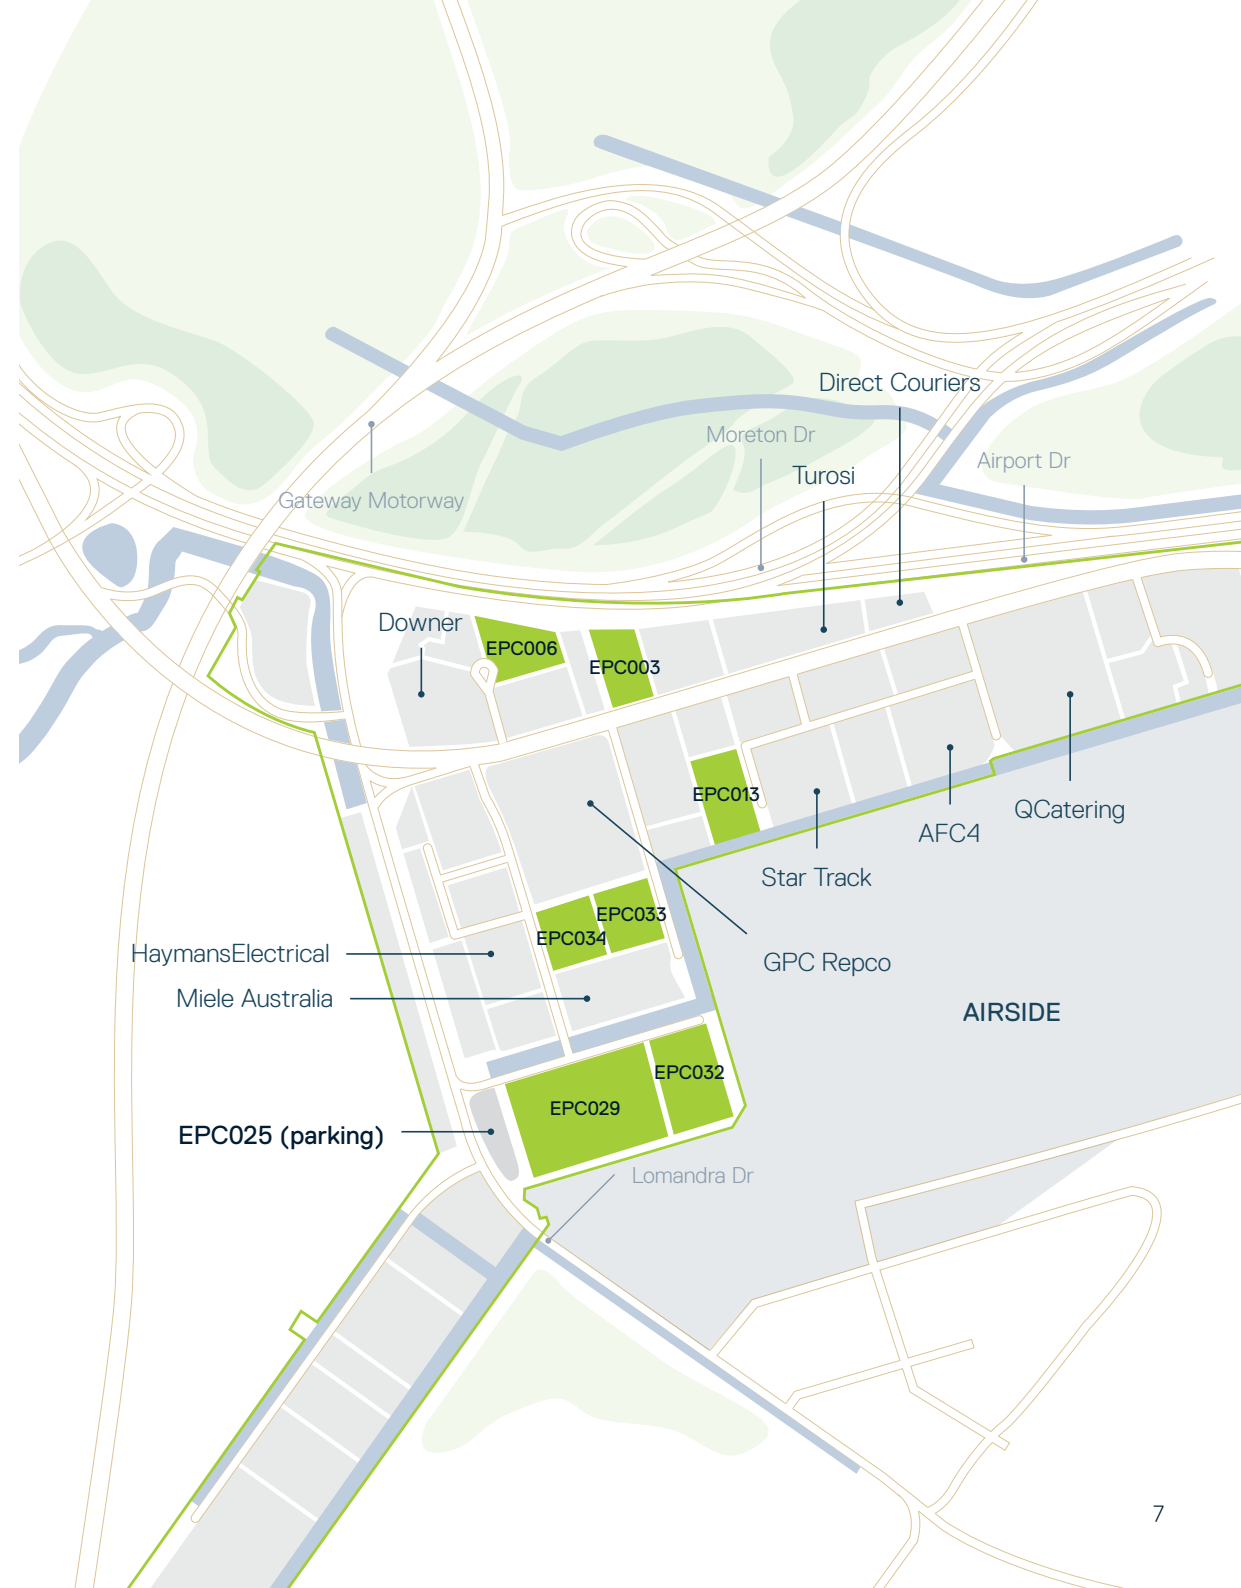 Direct Couriers
Moreton Dr
Airport Dr
Turosi
Gateway Motorway
Downer
EPC006
EPC003
EPC013
QCatering
AFC4
Star Track
EPC033
EPC034
HaymansElectrical
GPC Repco
Miele Australia
AIRSIDE
EPC032
EPC029
EPC025 (parking)
Lomandra Dr
7